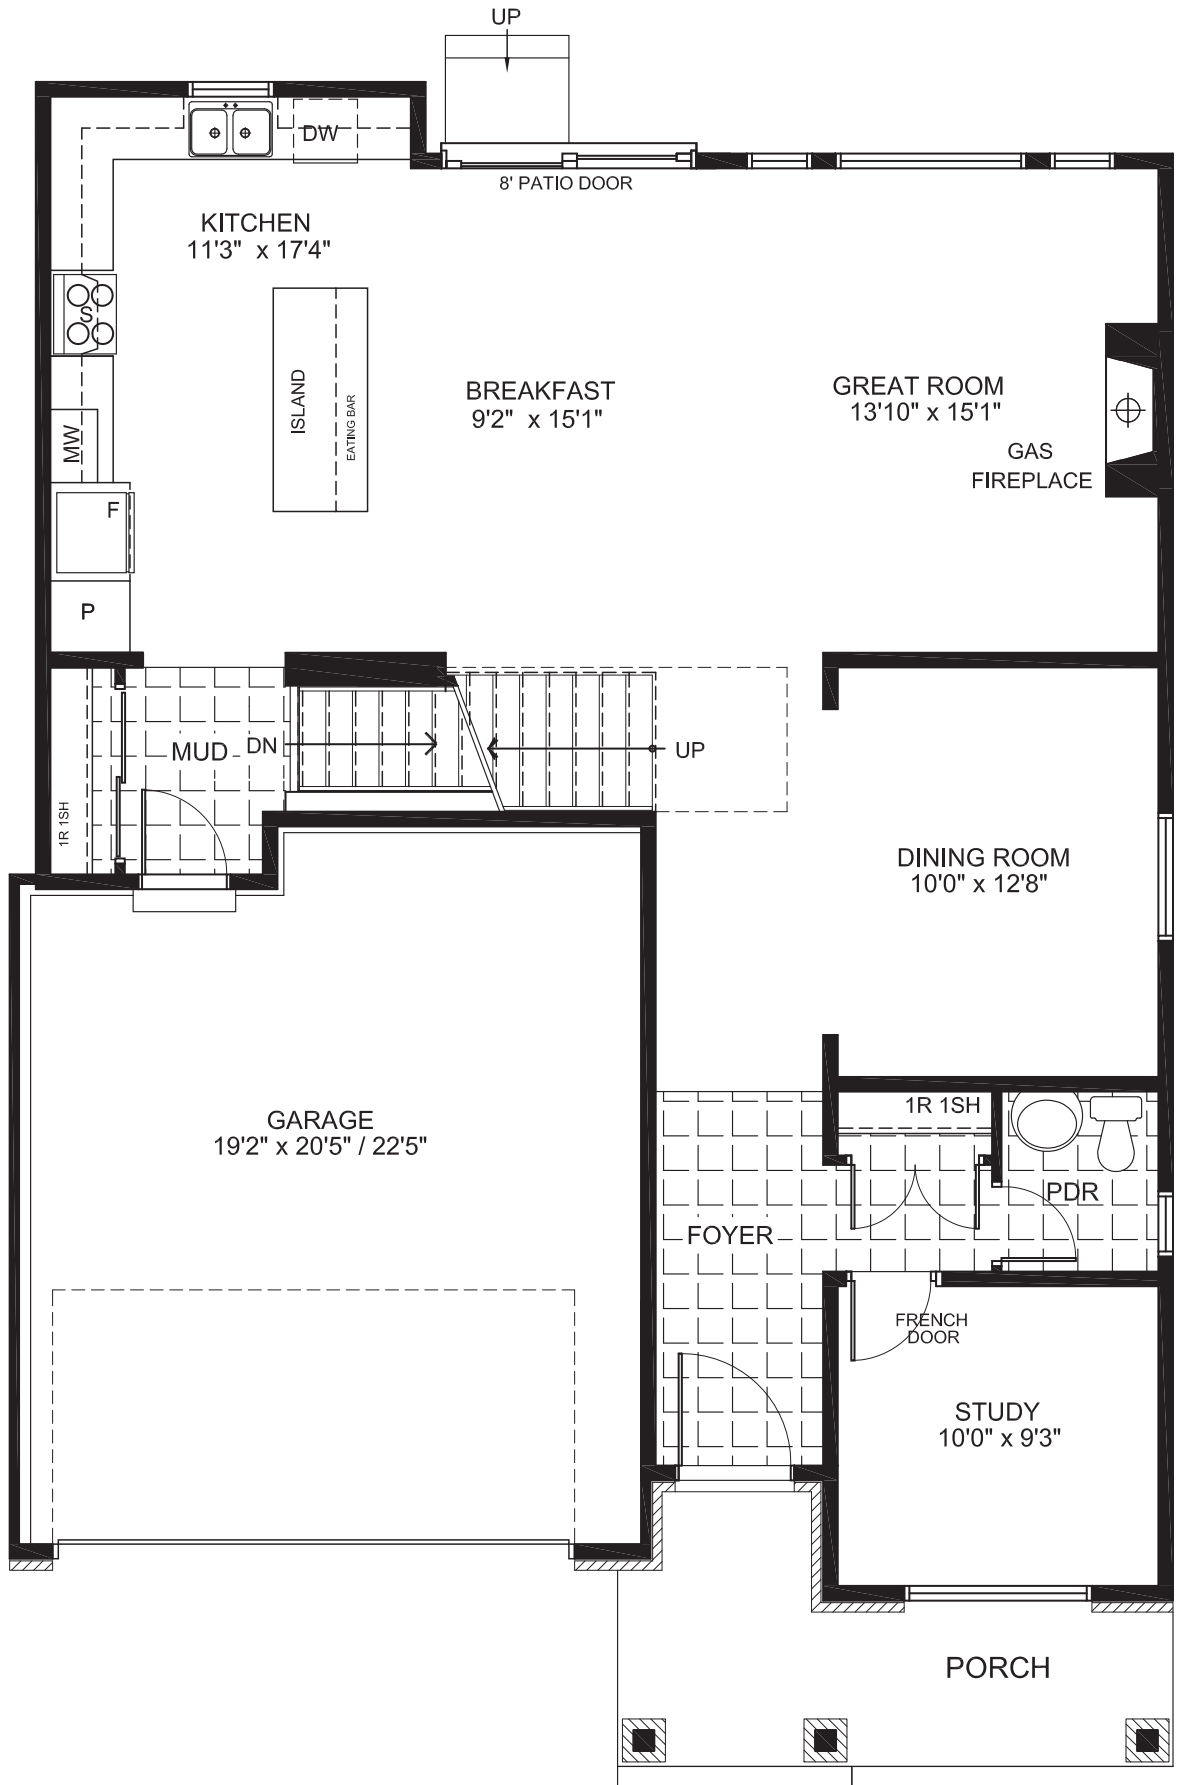 UP
DW
8' PATIO DOOR
KITCHEN
11'3" x 17'4"
S
ISLAND
EATING BAR
BREAKFAST
9'2" x 15'1"
GREAT ROOM
13'10" x 15'1"
GAS
FIREPLACE
MW
F
P
MUD
DN
UP
1R 1SH
DINING ROOM
10'0" x 12'8"
GARAGE
19'2" x 20'5" / 22'5"
1R 1SH
PDR
FOYER
FRENCH
DOOR
STUDY
10'0" x 9'3"
PORCH